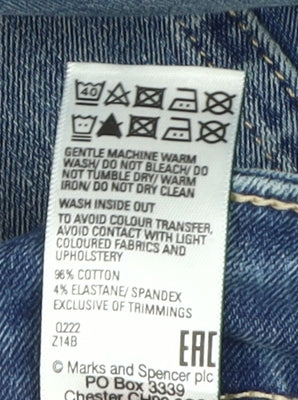 40
GENTLE MACHINE WARM
WASH/ DO NOT BLEACH/ DO
NOT TUMBLE DRY/ WARM
IRON/ DO NOT DRY CLEAN
WASH INSIDE OUT
TO AVOID COLOUR TRANSFER,
AVOID CONTACT WITH LIGHT
COLOURED FABRICS AND
UPHOLSTERY
96% COTTON
4% ELASTANE/ SPANDEX
EXCLUSIVE OF TRIMMINGS
Q222
Z14B
EAC
© Marks and Spencer plc
PO Box 3339
Chester